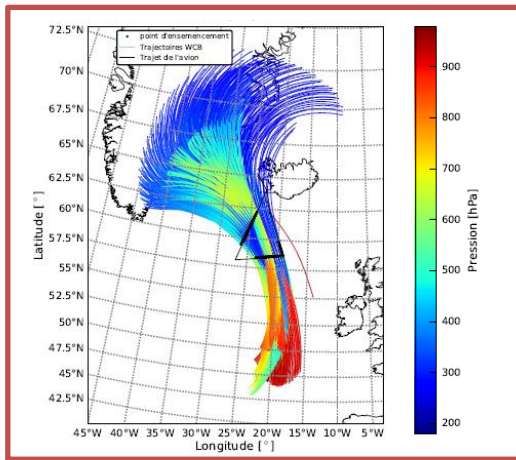 72.5°N
70°N
67.5°N
65°N
62.5°N
60°N
57.5°N
55°N
52.5°N
50°N
47.5°N
45°N
42.5°N
Latitude [°]
point d'ensemencement
Trajectoires WCB
Trajet de l'avion
45°W 40°W 35°W 30°W 25°W 20°W 15°W 10°W 5°W
Longitude [°]
900
800
700
600
500
400
300
200
Pression [hPa]